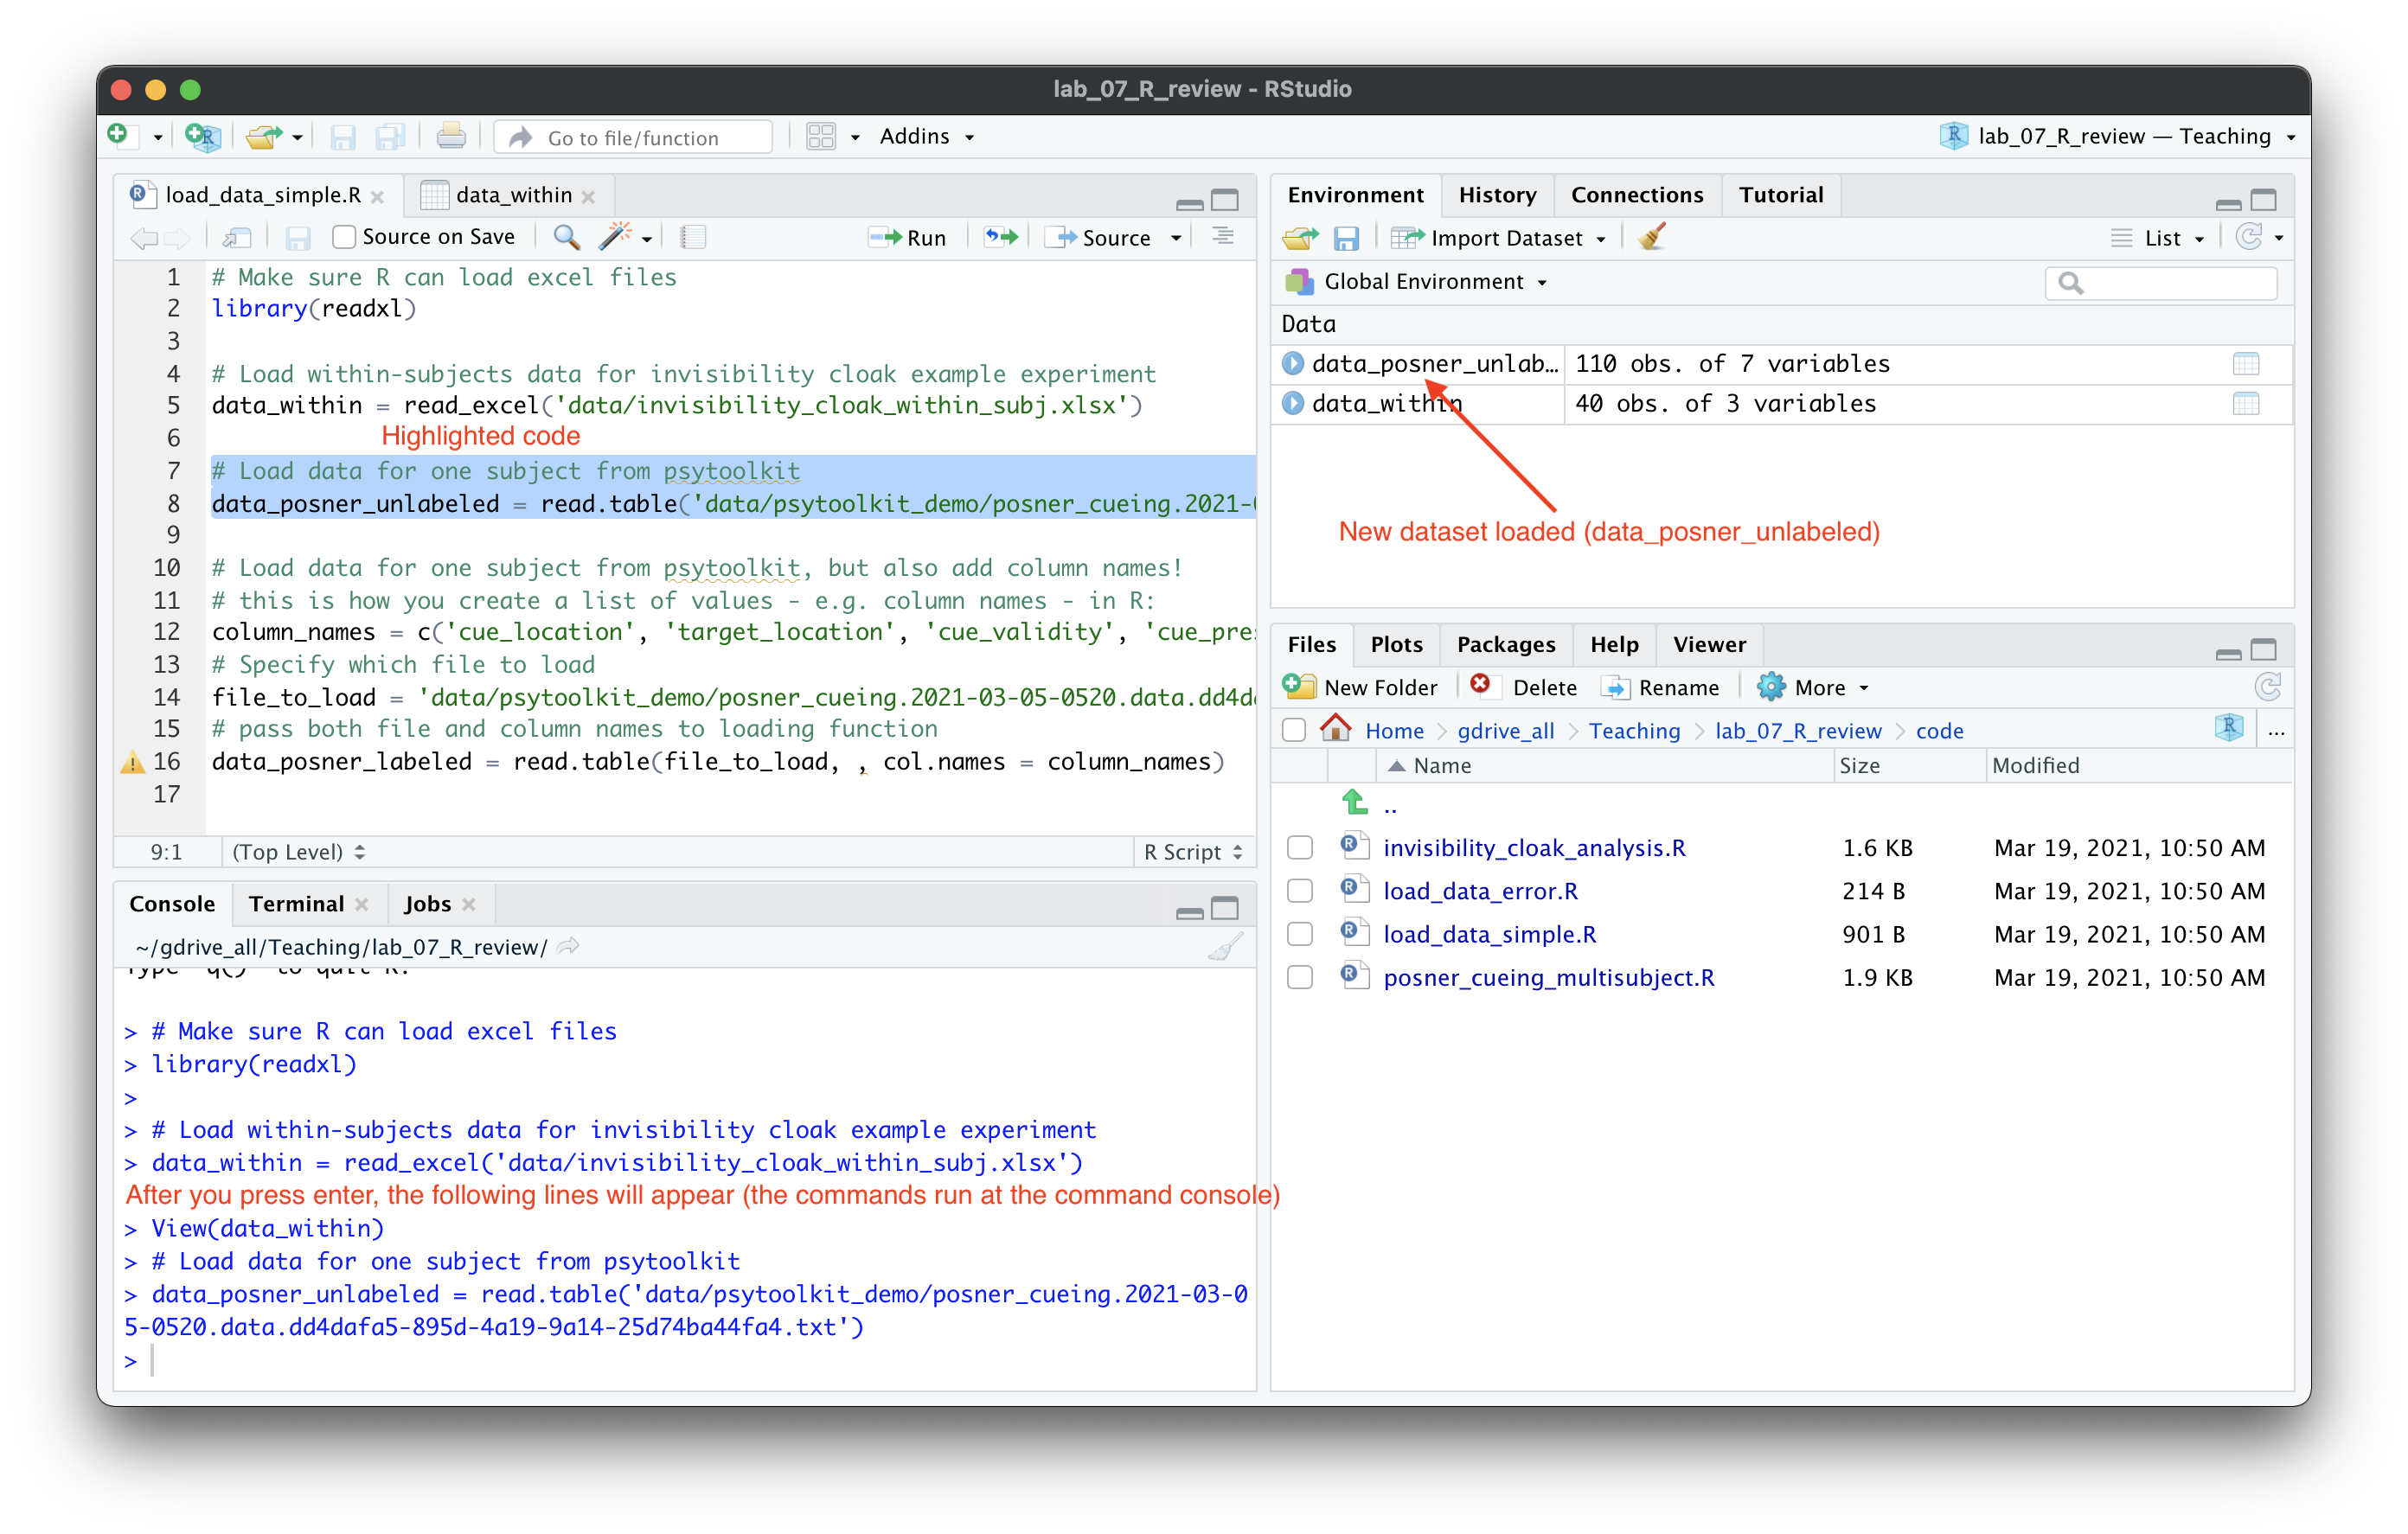 lab_07_R_review - RStudio
Go to file/function
Addins
lab_07_R_review — Teaching
load_data_simple.R
data_within
Source on Save
Run
Source
1 # Make sure R can load excel files
2 library(readxl)
3
4 # Load within-subjects data for invisibility cloak example experiment
5 data_within = read_excel('data/invisibility_cloak_within_subj.xlsx')
6
Highlighted code
7 # Load data for one subject from psytoolkit
8 data_posner_unlabeled = read.table('data/psytoolkit_demo/posner_cueing.2021-
9
10 # Load data for one subject from psytoolkit, but also add column names!
11 # this is how you create a list of values - e.g. column names - in R:
12 column_names = c('cue_location', 'target_location', 'cue_validity', 'cue_pres
13 # Specify which file to load
14 file_to_load = 'data/psytoolkit_demo/posner_cueing.2021-03-05-0520.data.dd4d
15 # pass both file and column names to loading function
16 data_posner_labeled = read.table(file_to_load, , col.names = column_names)
17
9:1
(Top Level)
R Script
Console
Terminal
Jobs
~/gdrive_all/Teaching/lab_07_R_review/
Type 'q()' to quit R.
> # Make sure R can load excel files
> library(readxl)
>
> # Load within-subjects data for invisibility cloak example experiment
> data_within = read_excel('data/invisibility_cloak_within_subj.xlsx')
After you press enter, the following lines will appear (the commands run at the command console)
> View(data_within)
> # Load data for one subject from psytoolkit
> data_posner_unlabeled = read.table('data/psytoolkit_demo/posner_cueing.2021-03-0
5-0520.data.dd4dafa5-895d-4a19-9a14-25d74ba44fa4.txt')
>
Environment
History
Connections
Tutorial
Import Dataset
List
Global Environment
Data
data_posner_unlab… 110 obs. of 7 variables
data_within 40 obs. of 3 variables
New dataset loaded (data_posner_unlabeled)
Files
Plots
Packages
Help
Viewer
New Folder
Delete
Rename
More
Home
gdrive_all
Teaching
lab_07_R_review
code
...
Name Size Modified
..
invisibility_cloak_analysis.R 1.6 KB Mar 19, 2021, 10:50 AM
load_data_error.R 214 B Mar 19, 2021, 10:50 AM
load_data_simple.R 901 B Mar 19, 2021, 10:50 AM
posner_cueing_multisubject.R 1.9 KB Mar 19, 2021, 10:50 AM